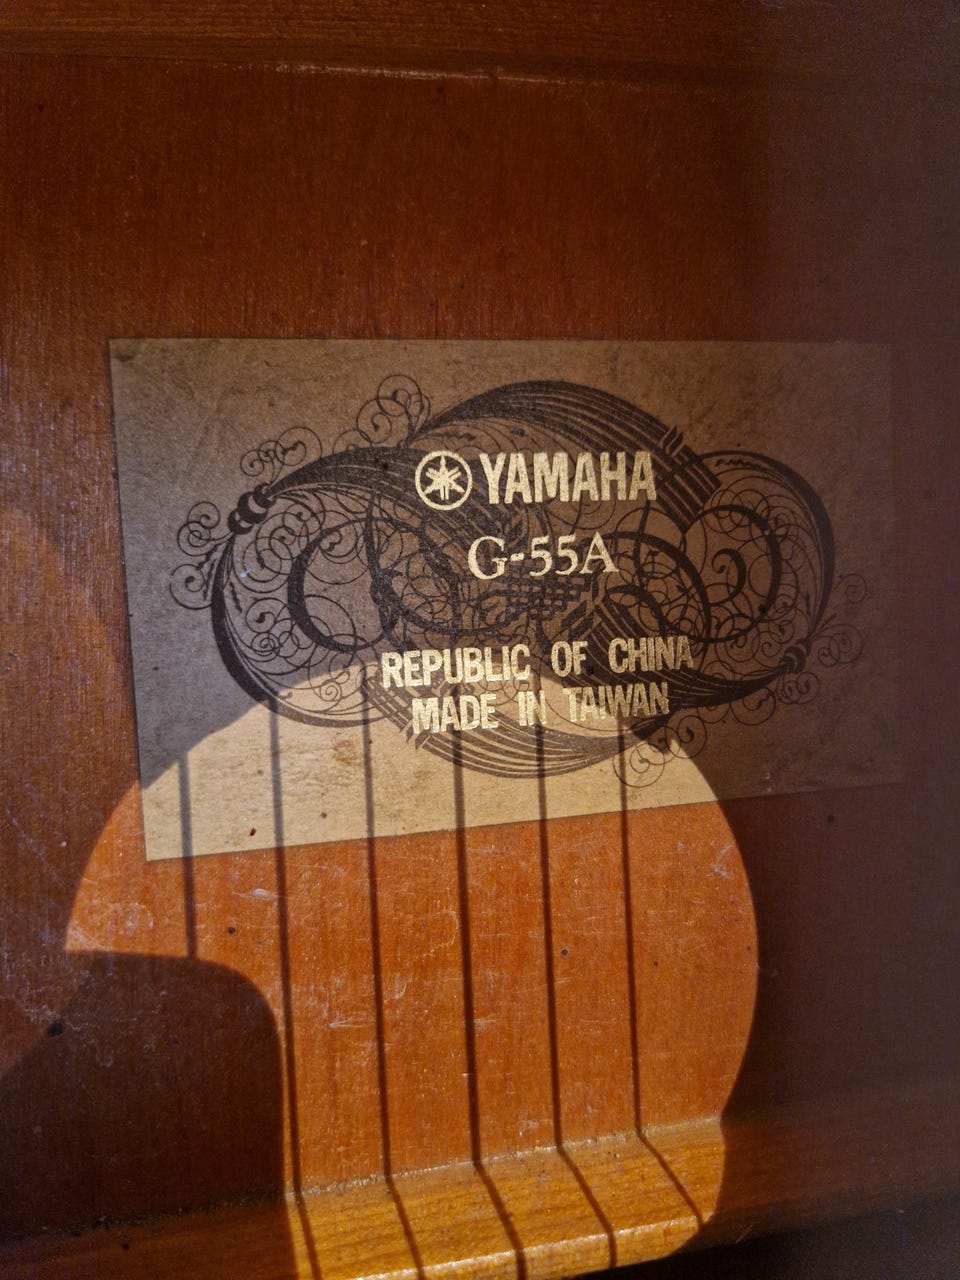 YAMAHA
G-55A
REPUBLIC OF CHINA
MADE IN TAIWAN